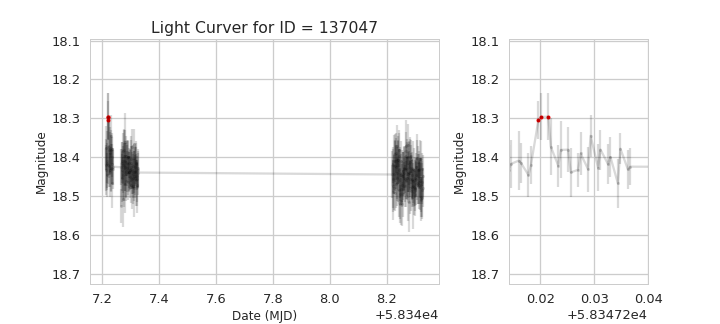 Light Curver for ID = 137047
18.1
18.2
18.3
18.4
18.5
18.6
18.7
Magnitude
7.2 7.4 7.6 7.8 8.0 8.2
Date (MJD)
+5.834e4
18.1
18.2
18.3
18.4
18.5
18.6
18.7
Magnitude
0.02 0.03 0.04
+5.83472e4